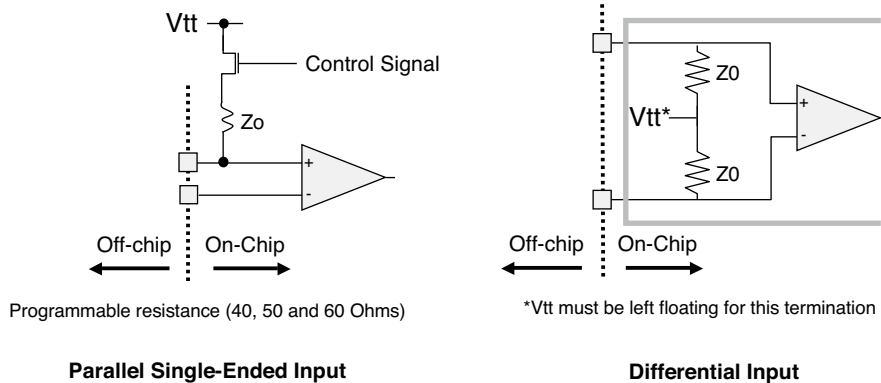 Vtt
Control Signal
Zo
+
-
Off-chip
On-Chip
Programmable resistance (40, 50 and 60 Ohms)
Parallel Single-Ended Input
Z0
Vtt*
+
-
Z0
Off-chip
On-Chip
*Vtt must be left floating for this termination
Differential Input